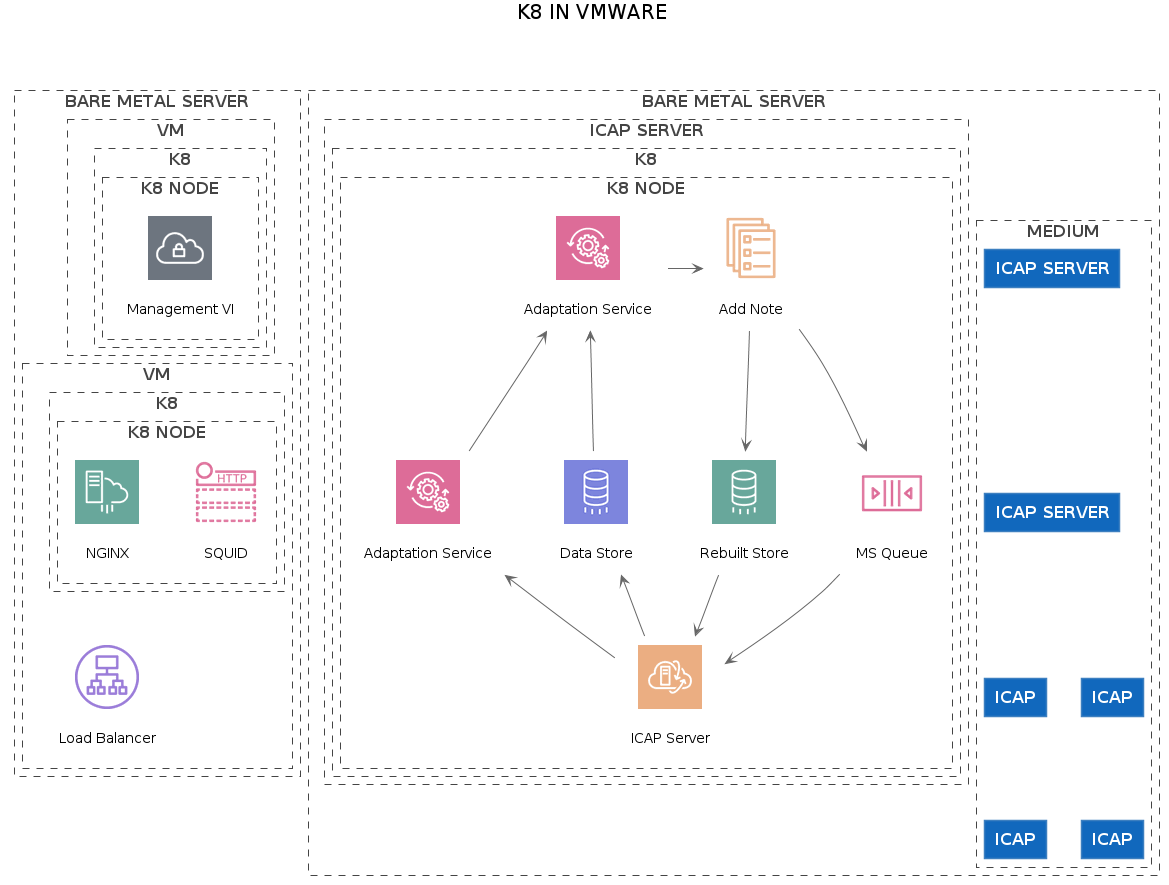 K8 IN VMWARE
BARE METAL SERVER
VM
K8
K8 NODE
Management VI
VM
K8
K8 NODE
NGINX
HTTP
SQUID
Load Balancer
BARE METAL SERVER
ICAP SERVER
K8
K8 NODE
Adaptation Service
Add Note
Adaptation Service
Data Store
Rebuilt Store
MS Queue
ICAP Server
MEDIUM
ICAP SERVER
ICAP SERVER
ICAP
ICAP
ICAP
ICAP